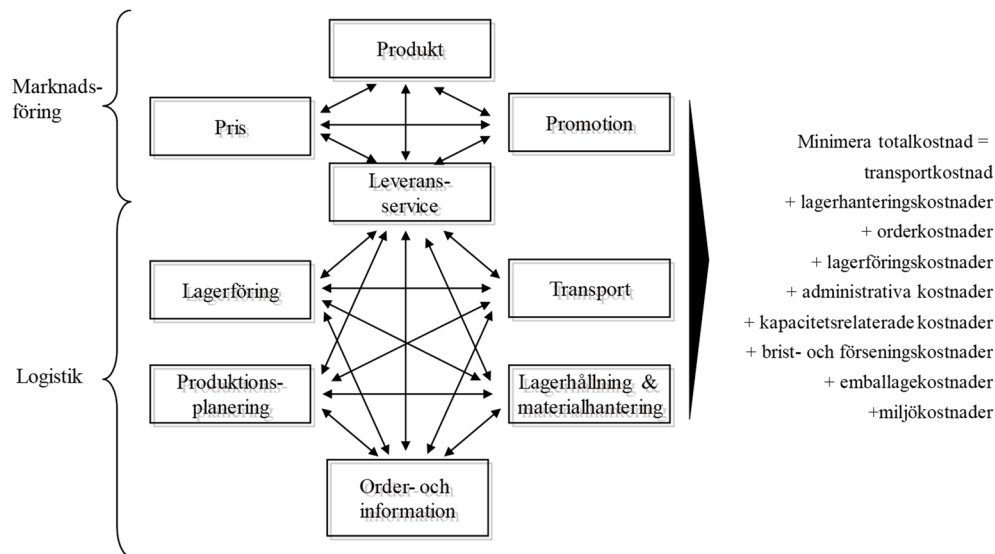 Marknads-
föring
Produkt
Pris
Promotion
Leverans-
service
Logistik
Lagerföring
Transport
Produktions-
planering
Lagerhållning & 
materialhantering
Order- och
information
Minimera totalkostnad =
transportkostnad
+ lagerhanteringskostnader
+ orderkostnader
+ lagerföringskostnader
+ administrativa kostnader
+ kapacitetsrelaterade kostnader
+ brist- och förseningskostnader
+ emballagekostnader
+miljökostnader